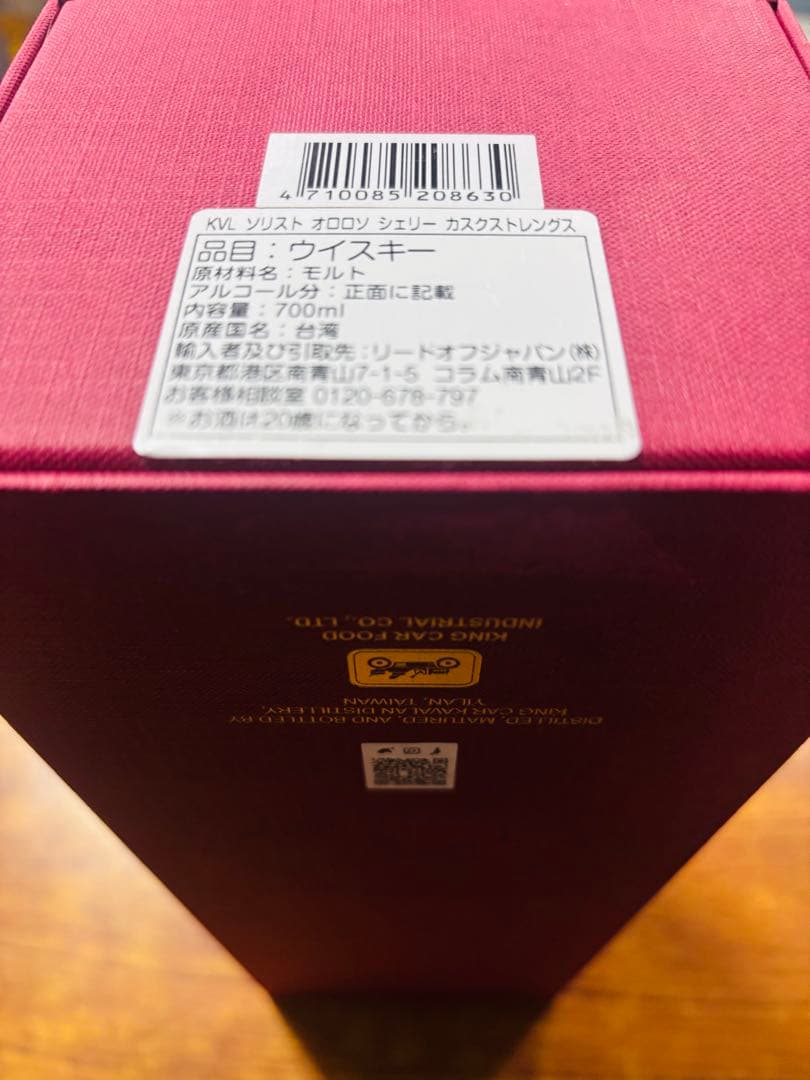 4 710085 208630
KVL ソリスト オロロソ シェリー カスクストレングス
品目：ウイスキー
原材料名：モルト
アルコール分：正面に記載
内容量：700ml
原産国名：台湾
輸入者及び引取先：リードオフジャパン(株)
東京都港区南青山7-1-5 コラム南青山2F
お客様相談室 0120-678-797
※お酒は20歳になってから。
DISTILLED, MATURED, AND BOTTLED BY
KING CAR KAVALAN DISTILLERY,
YILAN, TAIWAN
KING CAR FOOD
INDUSTRIAL CO., LTD.